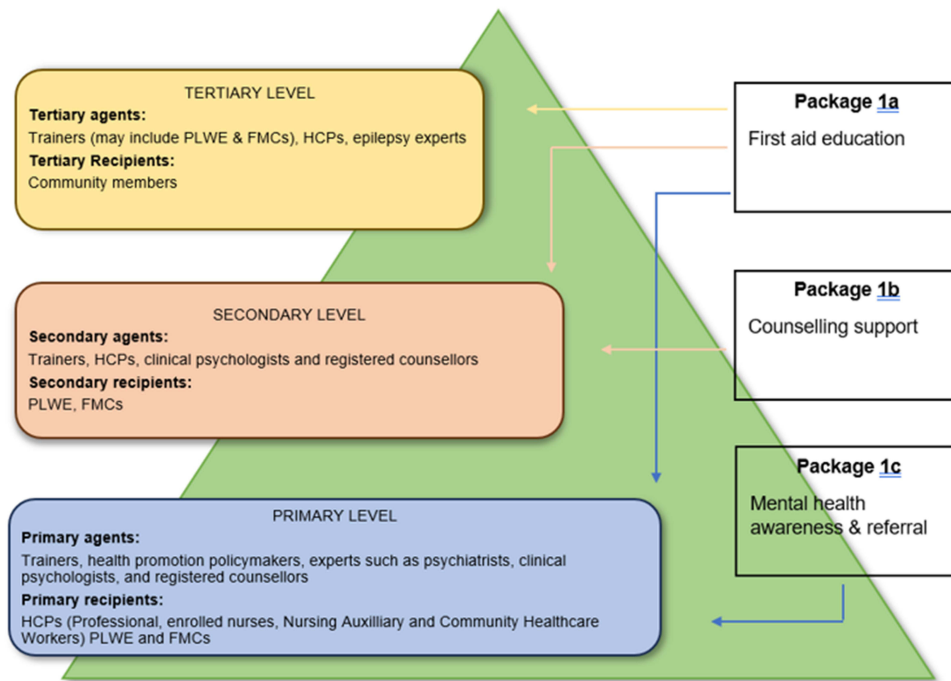 TERTIARY LEVEL
Tertiary agents:
Trainers (may include PLWE & FMCs), HCPs, epilepsy experts
Tertiary Recipients:
Community members
SECONDARY LEVEL
Secondary agents:
Trainers, HCPs, clinical psychologists and registered counsellors
Secondary recipients:
PLWE, FMCs
PRIMARY LEVEL
Primary agents:
Trainers, health promotion policymakers, experts such as psychiatrists, clinical
psychologists, and registered counsellors
Primary recipients:
HCPs (Professional, enrolled nurses, Nursing Auxilliary and Community Healthcare
Workers) PLWE and FMCs
Package 1a
First aid education
Package 1b
Counselling support
Package 1c
Mental health
awareness & referral